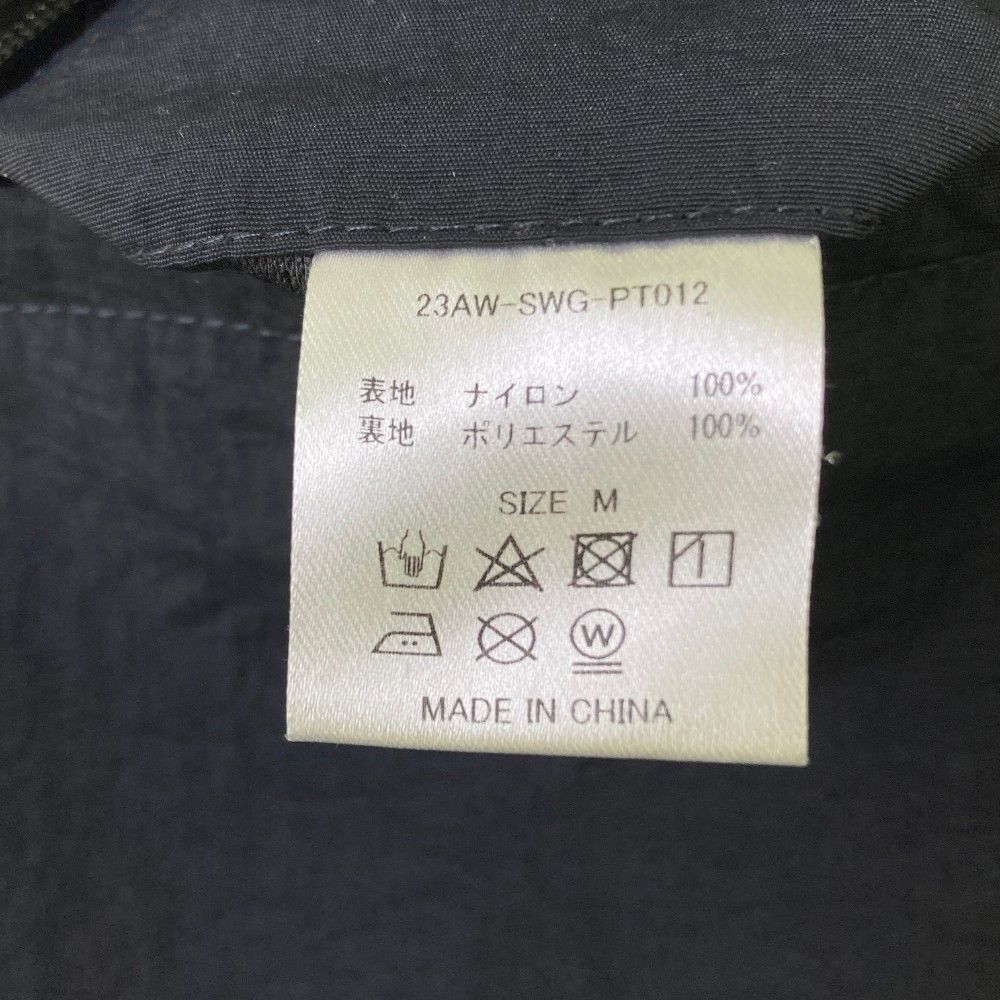 23AW-SWG-PT012
表地 ナイロン 100%
裏地 ポリエステル 100%
SIZE M
W
MADE IN CHINA